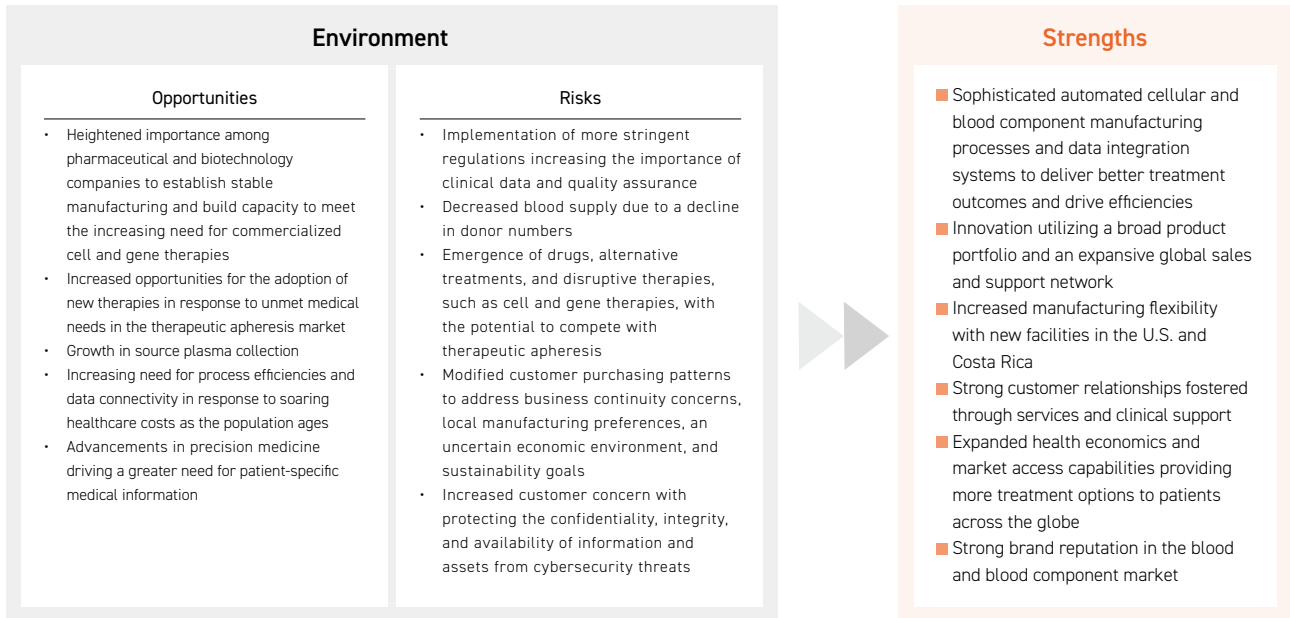 Environment
Opportunities
• Heightened importance among
pharmaceutical and biotechnology
companies to establish stable
manufacturing and build capacity to meet
the increasing need for commercialized
cell and gene therapies
• Increased opportunities for the adoption of
new therapies in response to unmet medical
needs in the therapeutic apheresis market
• Growth in source plasma collection
• Increasing need for process efficiencies and
data connectivity in response to soaring
healthcare costs as the population ages
• Advancements in precision medicine
driving a greater need for patient-specific
medical information
Risks
• Implementation of more stringent
regulations increasing the importance of
clinical data and quality assurance
• Decreased blood supply due to a decline
in donor numbers
• Emergence of drugs, alternative
treatments, and disruptive therapies,
such as cell and gene therapies, with
the potential to compete with
therapeutic apheresis
• Modified customer purchasing patterns
to address business continuity concerns,
local manufacturing preferences, an
uncertain economic environment, and
sustainability goals
• Increased customer concern with
protecting the confidentiality, integrity,
and availability of information and
assets from cybersecurity threats
Strengths
■ Sophisticated automated cellular and
blood component manufacturing
processes and data integration
systems to deliver better treatment
outcomes and drive efficiencies
■ Innovation utilizing a broad product
portfolio and an expansive global sales
and support network
■ Increased manufacturing flexibility
with new facilities in the U.S. and
Costa Rica
■ Strong customer relationships fostered
through services and clinical support
■ Expanded health economics and
market access capabilities providing
more treatment options to patients
across the globe
■ Strong brand reputation in the blood
and blood component market